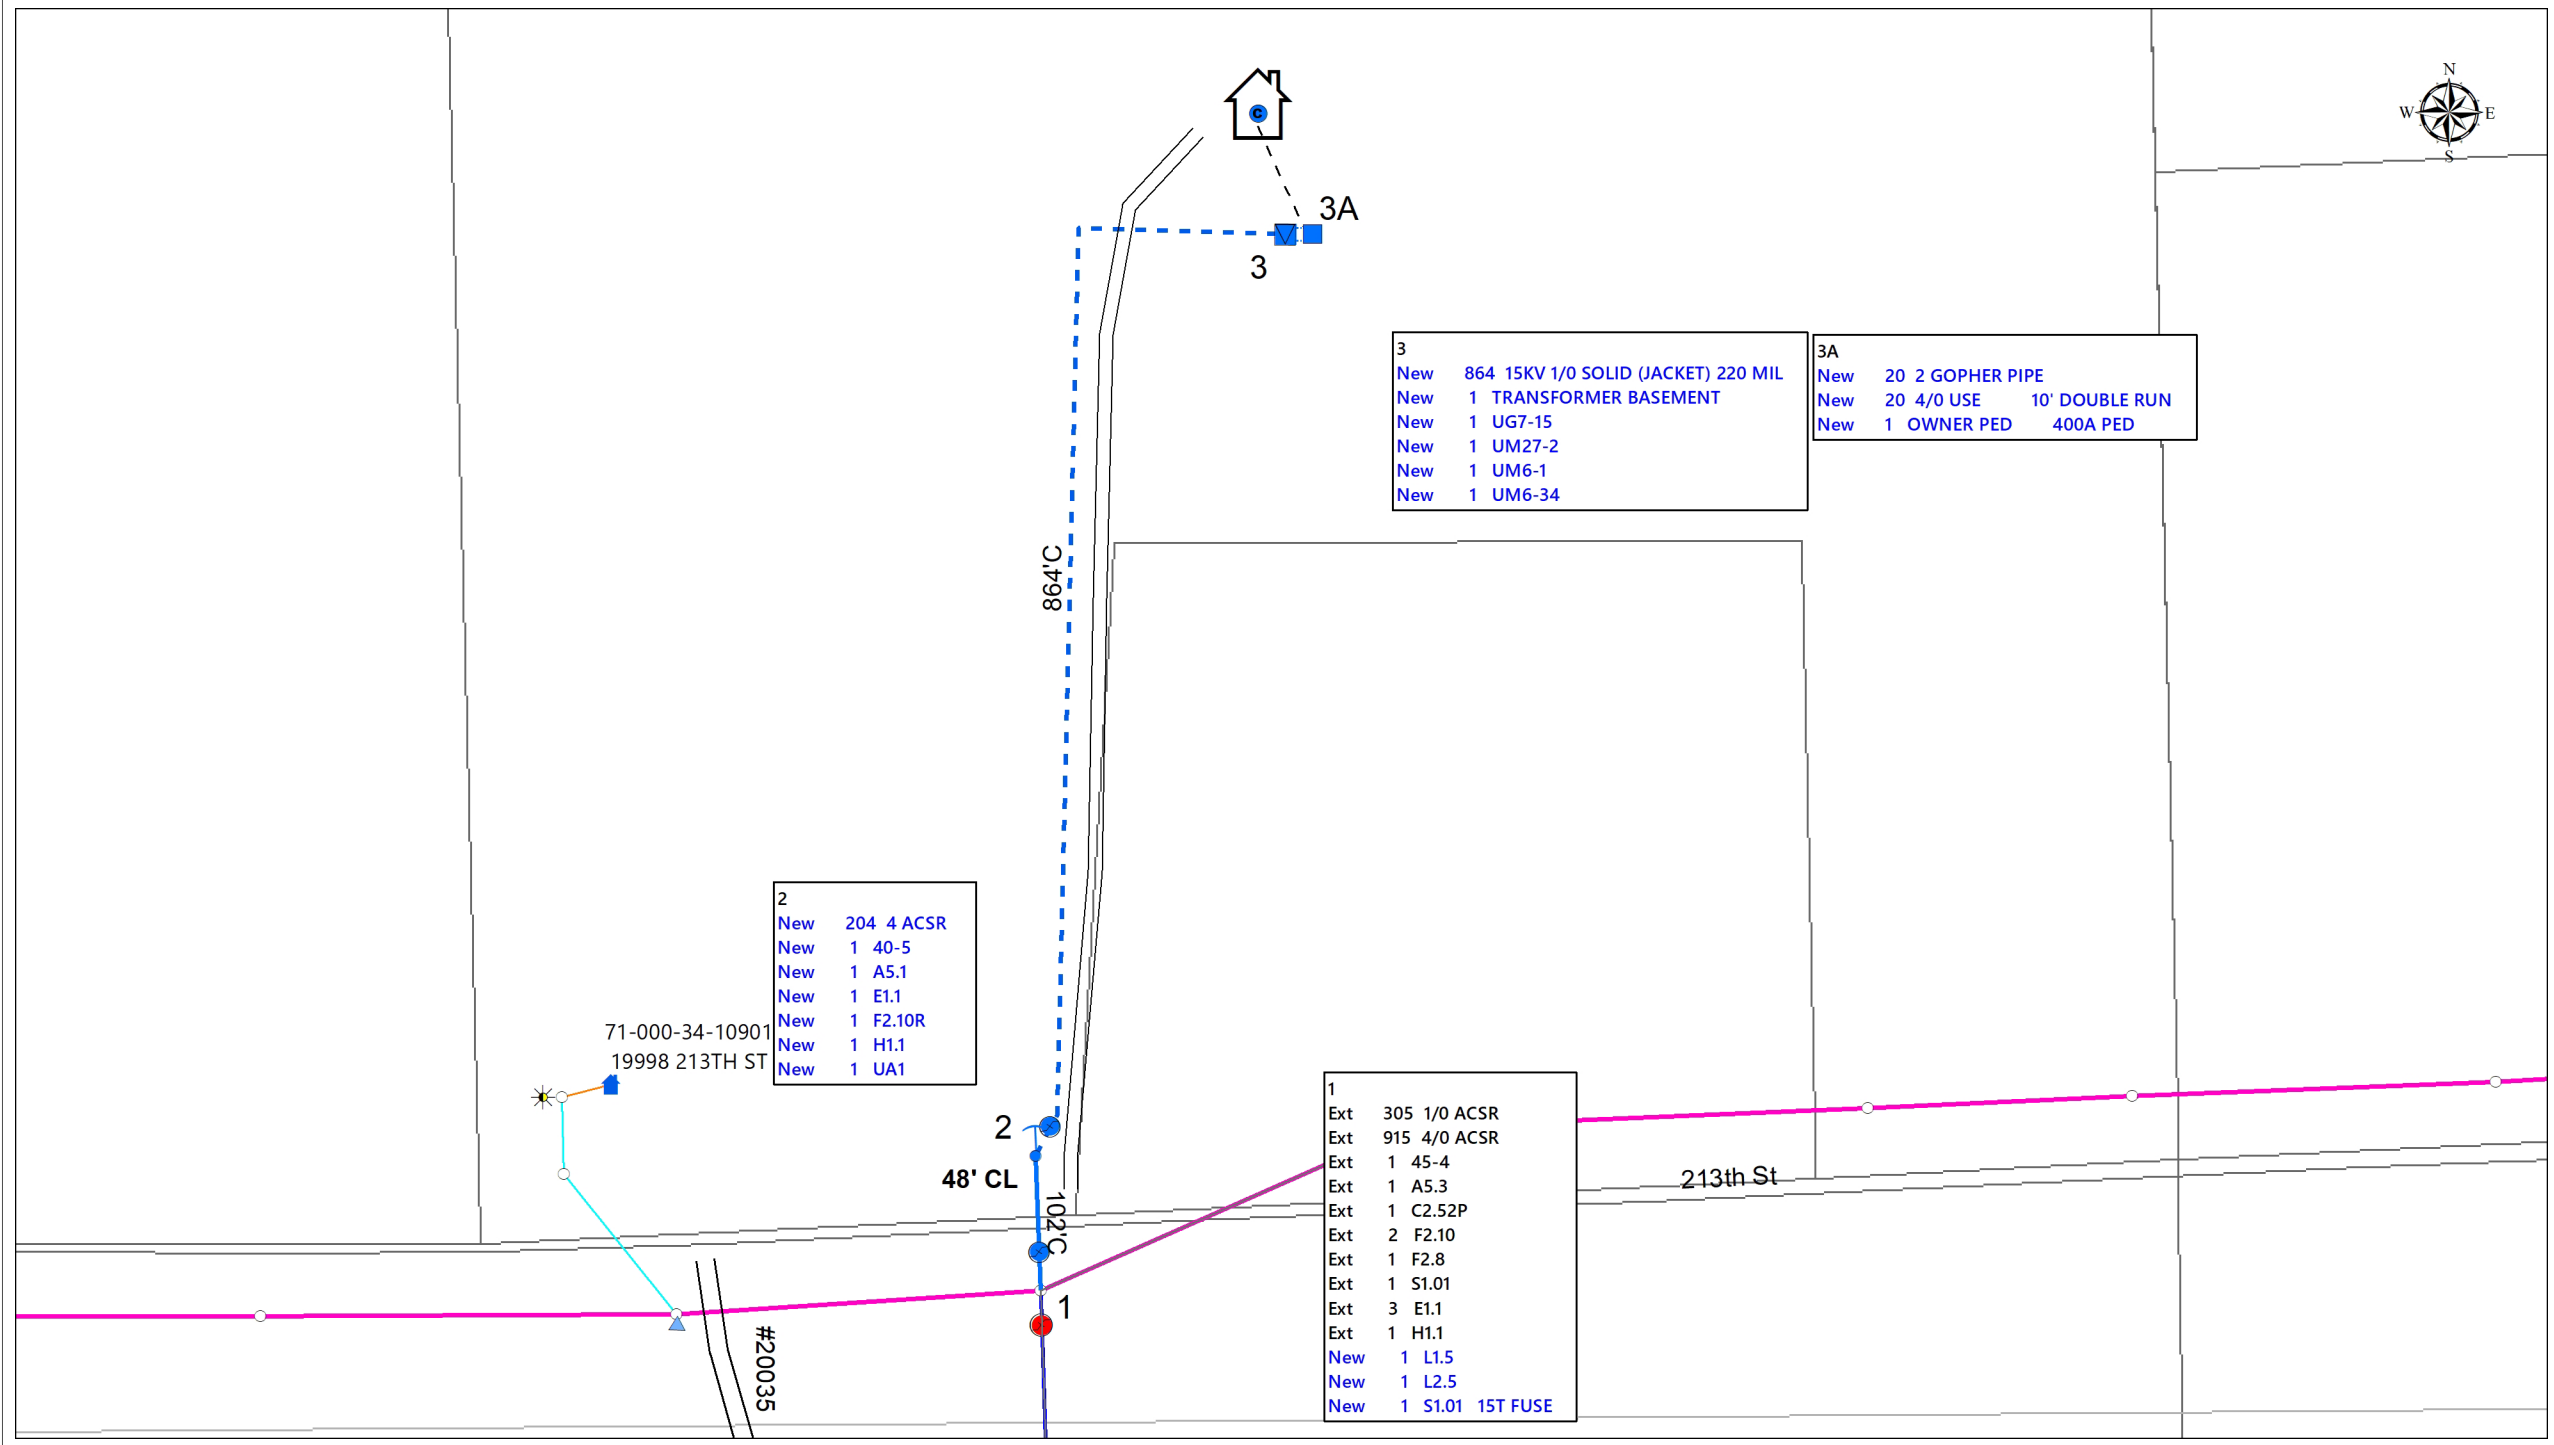 N
W E
S
C
3A
3
3
New 864 15KV 1/0 SOLID (JACKET) 220 MIL
New 1 TRANSFORMER BASEMENT
New 1 UG7-15
New 1 UM27-2
New 1 UM6-1
New 1 UM6-34
3A
New 20 2 GOPHER PIPE
New 20 4/0 USE 10' DOUBLE RUN
New 1 OWNER PED 400A PED
864'C
2
New 204 4 ACSR
New 1 40-5
New 1 A5.1
New 1 E1.1
New 1 F2.10R
New 1 H1.1
New 1 UA1
71-000-34-10901
19998 213TH ST
2
48' CL
102'C
1
1
Ext 305 1/0 ACSR
Ext 915 4/0 ACSR
Ext 1 45-4
Ext 1 A5.3
Ext 1 C2.52P
Ext 2 F2.10
Ext 1 F2.8
Ext 1 S1.01
Ext 3 E1.1
Ext 1 H1.1
New 1 L1.5
New 1 L2.5
New 1 S1.01 15T FUSE
213th St
#20035